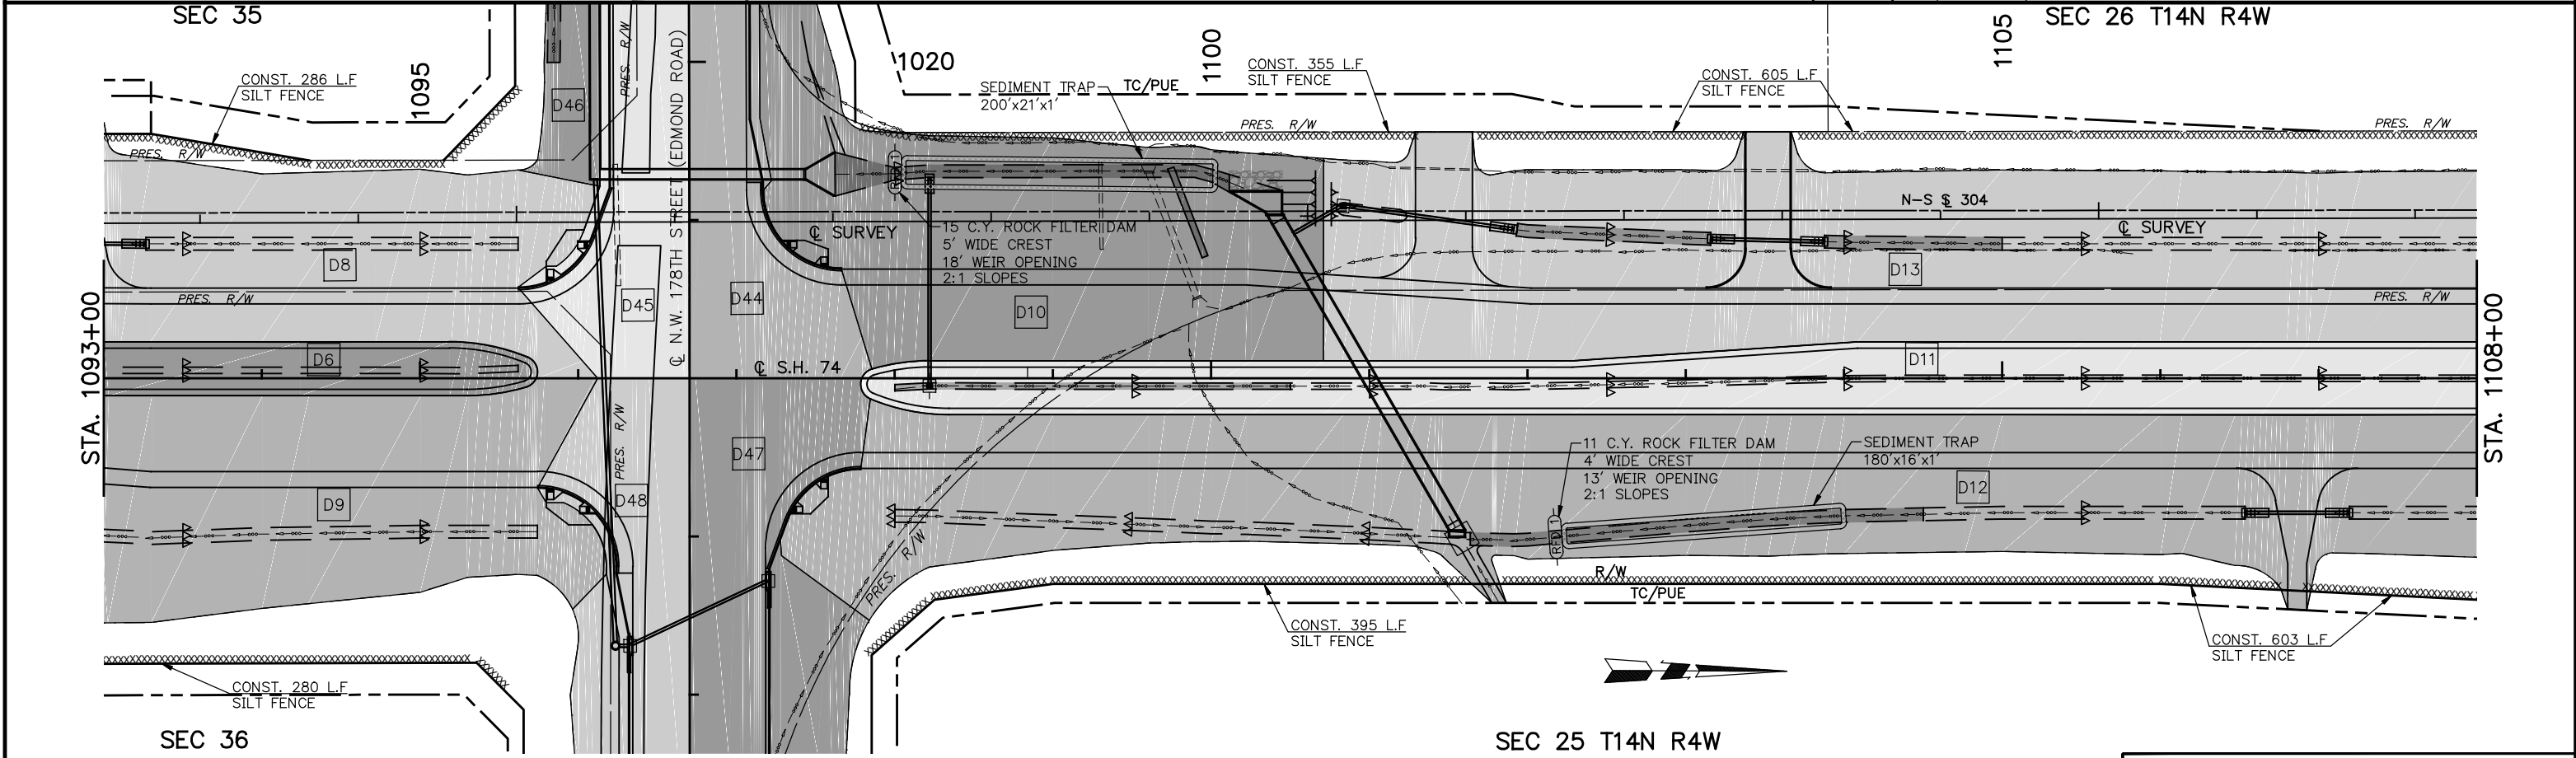 SEC 35
SEC 26 T14N R4W
CONST. 286 L.F
SILT FENCE
1095
D46
PRES. R/W
1020
SEDIMENT TRAP
200'x21'x1'
TC/PUE
1100
CONST. 355 L.F
SILT FENCE
CONST. 605 L.F
SILT FENCE
1105
PRES. R/W
PRES. R/W
PRES. R/W
N-S ℄ 304
℄ SURVEY
℄ SURVEY
15 C.Y. ROCK FILTER DAM
5' WIDE CREST
18' WEIR OPENING
2:1 SLOPES
D8
D13
PRES. R/W
PRES. R/W
D45
D44
℄ N.W. 178TH STREET (EDMOND ROAD)
D10
STA. 1093+00
STA. 1108+00
D6
℄ S.H. 74
D11
PRES. R/W
D47
11 C.Y. ROCK FILTER DAM
4' WIDE CREST
13' WEIR OPENING
2:1 SLOPES
SEDIMENT TRAP
180'x16'x1'
D9
D48
D12
RFD 1
PRES. R/W
R/W
TC/PUE
CONST. 395 L.F
SILT FENCE
CONST. 603 L.F
SILT FENCE
CONST. 280 L.F
SILT FENCE
SEC 36
SEC 25 T14N R4W